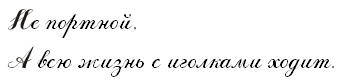 Не портной.
А всю жизнь с иголками ходит.